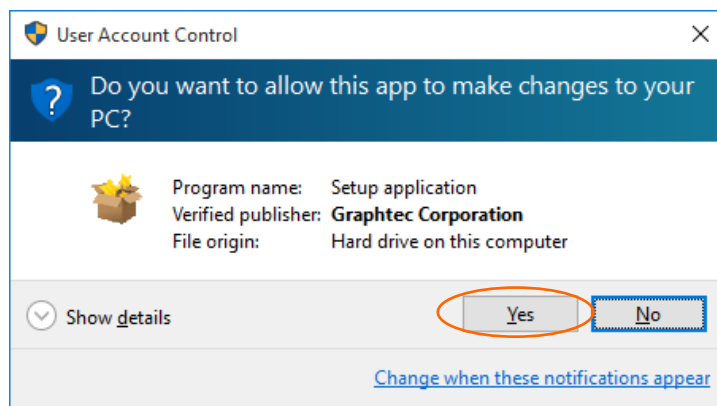 User Account Control
Do you want to allow this app to make changes to your
PC?
Program name: Setup application
Verified publisher: Graphtec Corporation
File origin: Hard drive on this computer
Show details
Yes
No
Change when these notifications appear